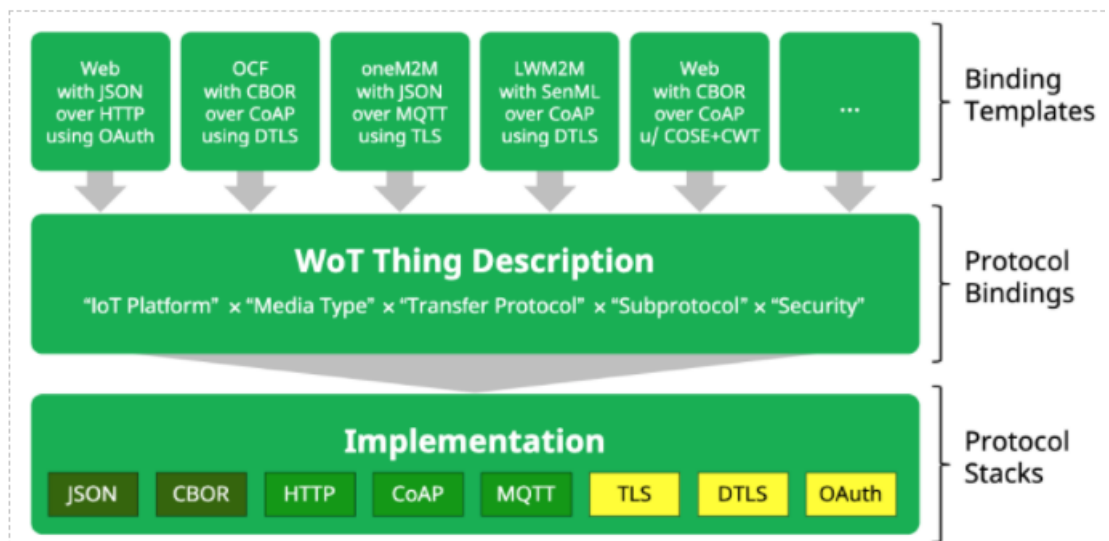 Web
with JSON
over HTTP
using OAuth
OCF
with CBOR
over CoAP
using DTLS
oneM2M
with JSON
over MQTT
using TLS
LWM2M
with SenML
over CoAP
using DTLS
Web
with CBOR
over CoAP
u/ COSE+CWT
...
Binding
Templates
WoT Thing Description
“IoT Platform” × “Media Type” × “Transfer Protocol” × “Subprotocol” × “Security”
Protocol
Bindings
Implementation
JSON
CBOR
HTTP
CoAP
MQTT
TLS
DTLS
OAuth
Protocol
Stacks